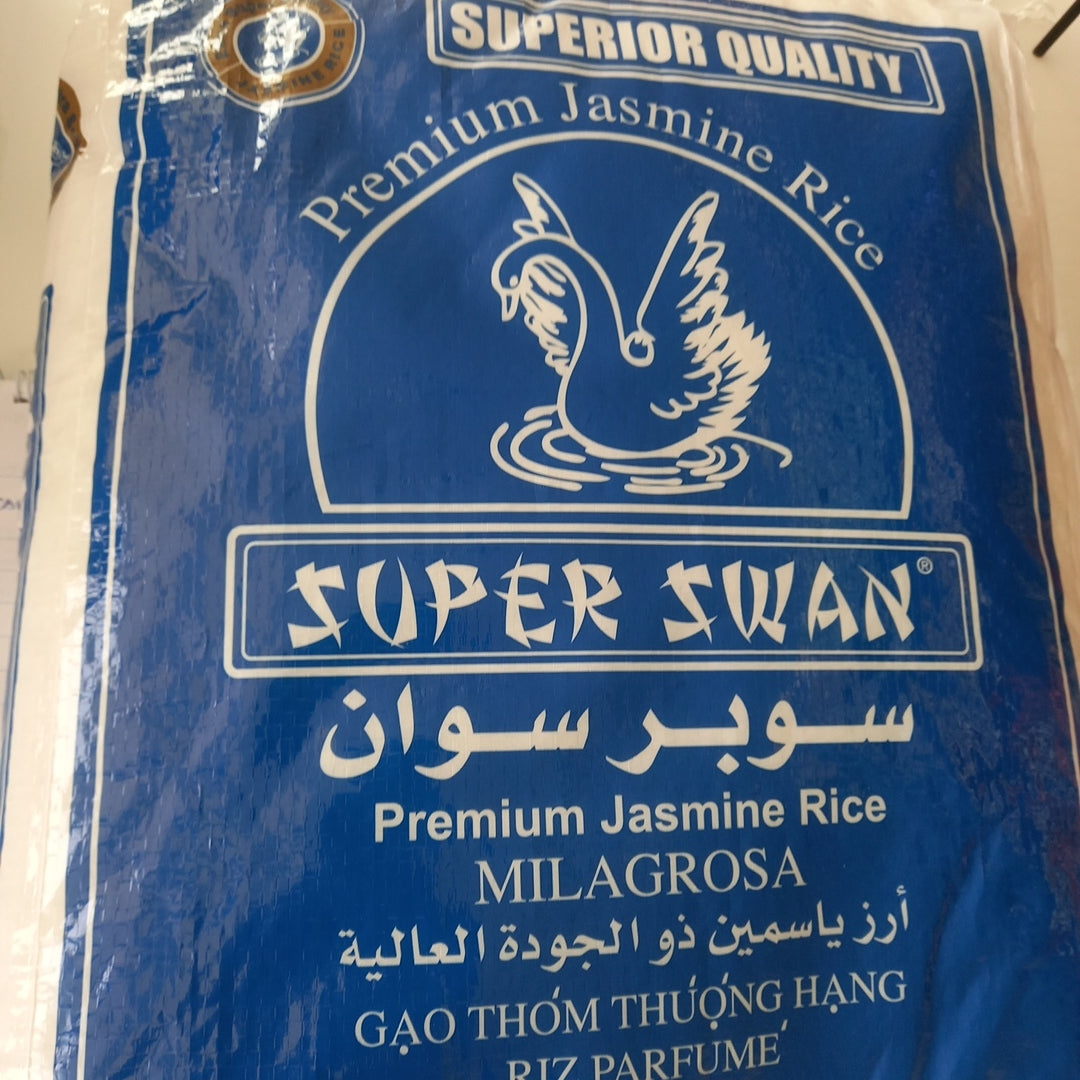 SUPERIOR QUALITY
Premium Jasmine Rice
SUPER SWAN®
سوبر سوان
Premium Jasmine Rice
MILAGROSA
أرز ياسمين ذو الجودة العالية
GẠO THƠM THƯỢNG HẠNG
RIZ PARFUMÉ